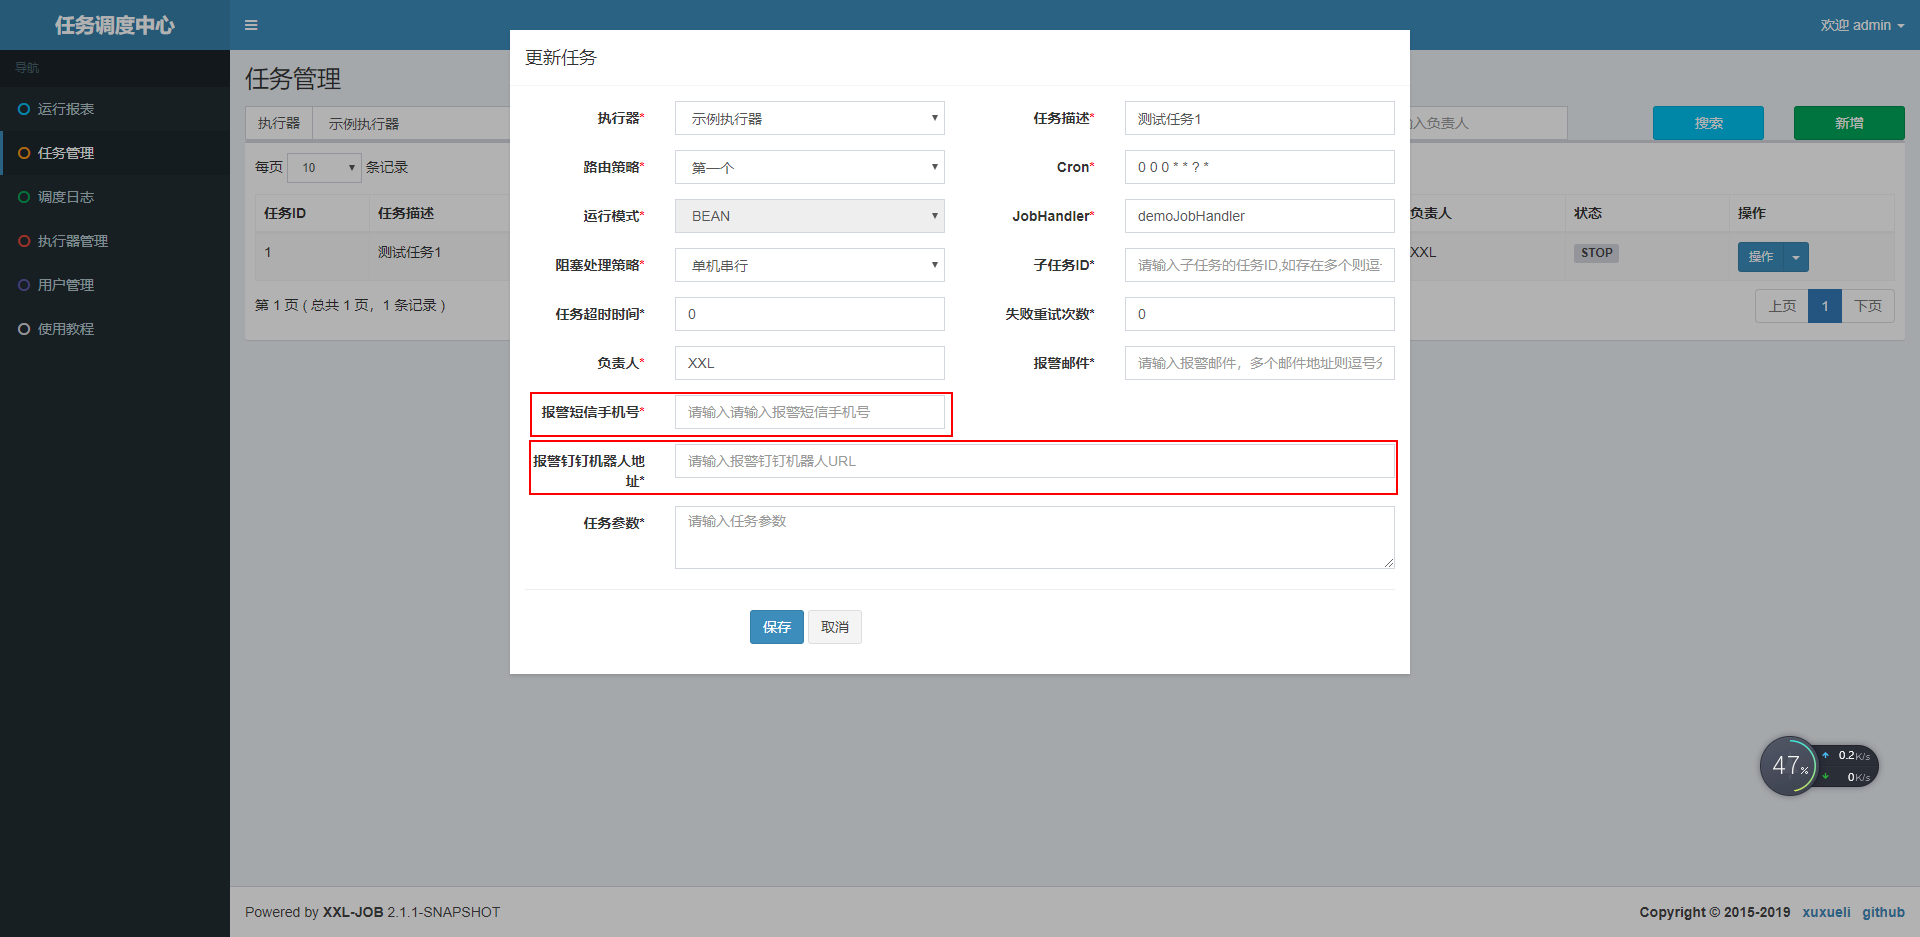 任务调度中心
欢迎 admin
导航
运行报表
任务管理
调度日志
执行器管理
用户管理
使用教程
任务管理
执行器 示例执行器
入负责人 搜索 新增
每页 10 条记录
任务ID 任务描述 负责人 状态 操作
1 测试任务1 XXL STOP 操作
第 1 页 ( 总共 1 页，1 条记录 )
上页 1 下页
更新任务
执行器* 示例执行器 任务描述* 测试任务1
路由策略* 第一个 Cron* 0 0 0 * * ? *
运行模式* BEAN JobHandler* demoJobHandler
阻塞处理策略* 单机串行 子任务ID* 请输入子任务的任务ID,如存在多个则逗
任务超时时间* 0 失败重试次数* 0
负责人* XXL 报警邮件* 请输入报警邮件，多个邮件地址则逗号分
报警短信手机号* 请输入请输入报警短信手机号
报警钉钉机器人地
址* 请输入报警钉钉机器人URL
任务参数* 请输入任务参数
保存 取消
47% 0.2K/s
0K/s
Powered by XXL-JOB 2.1.1-SNAPSHOT
Copyright © 2015-2019 xuxueli github